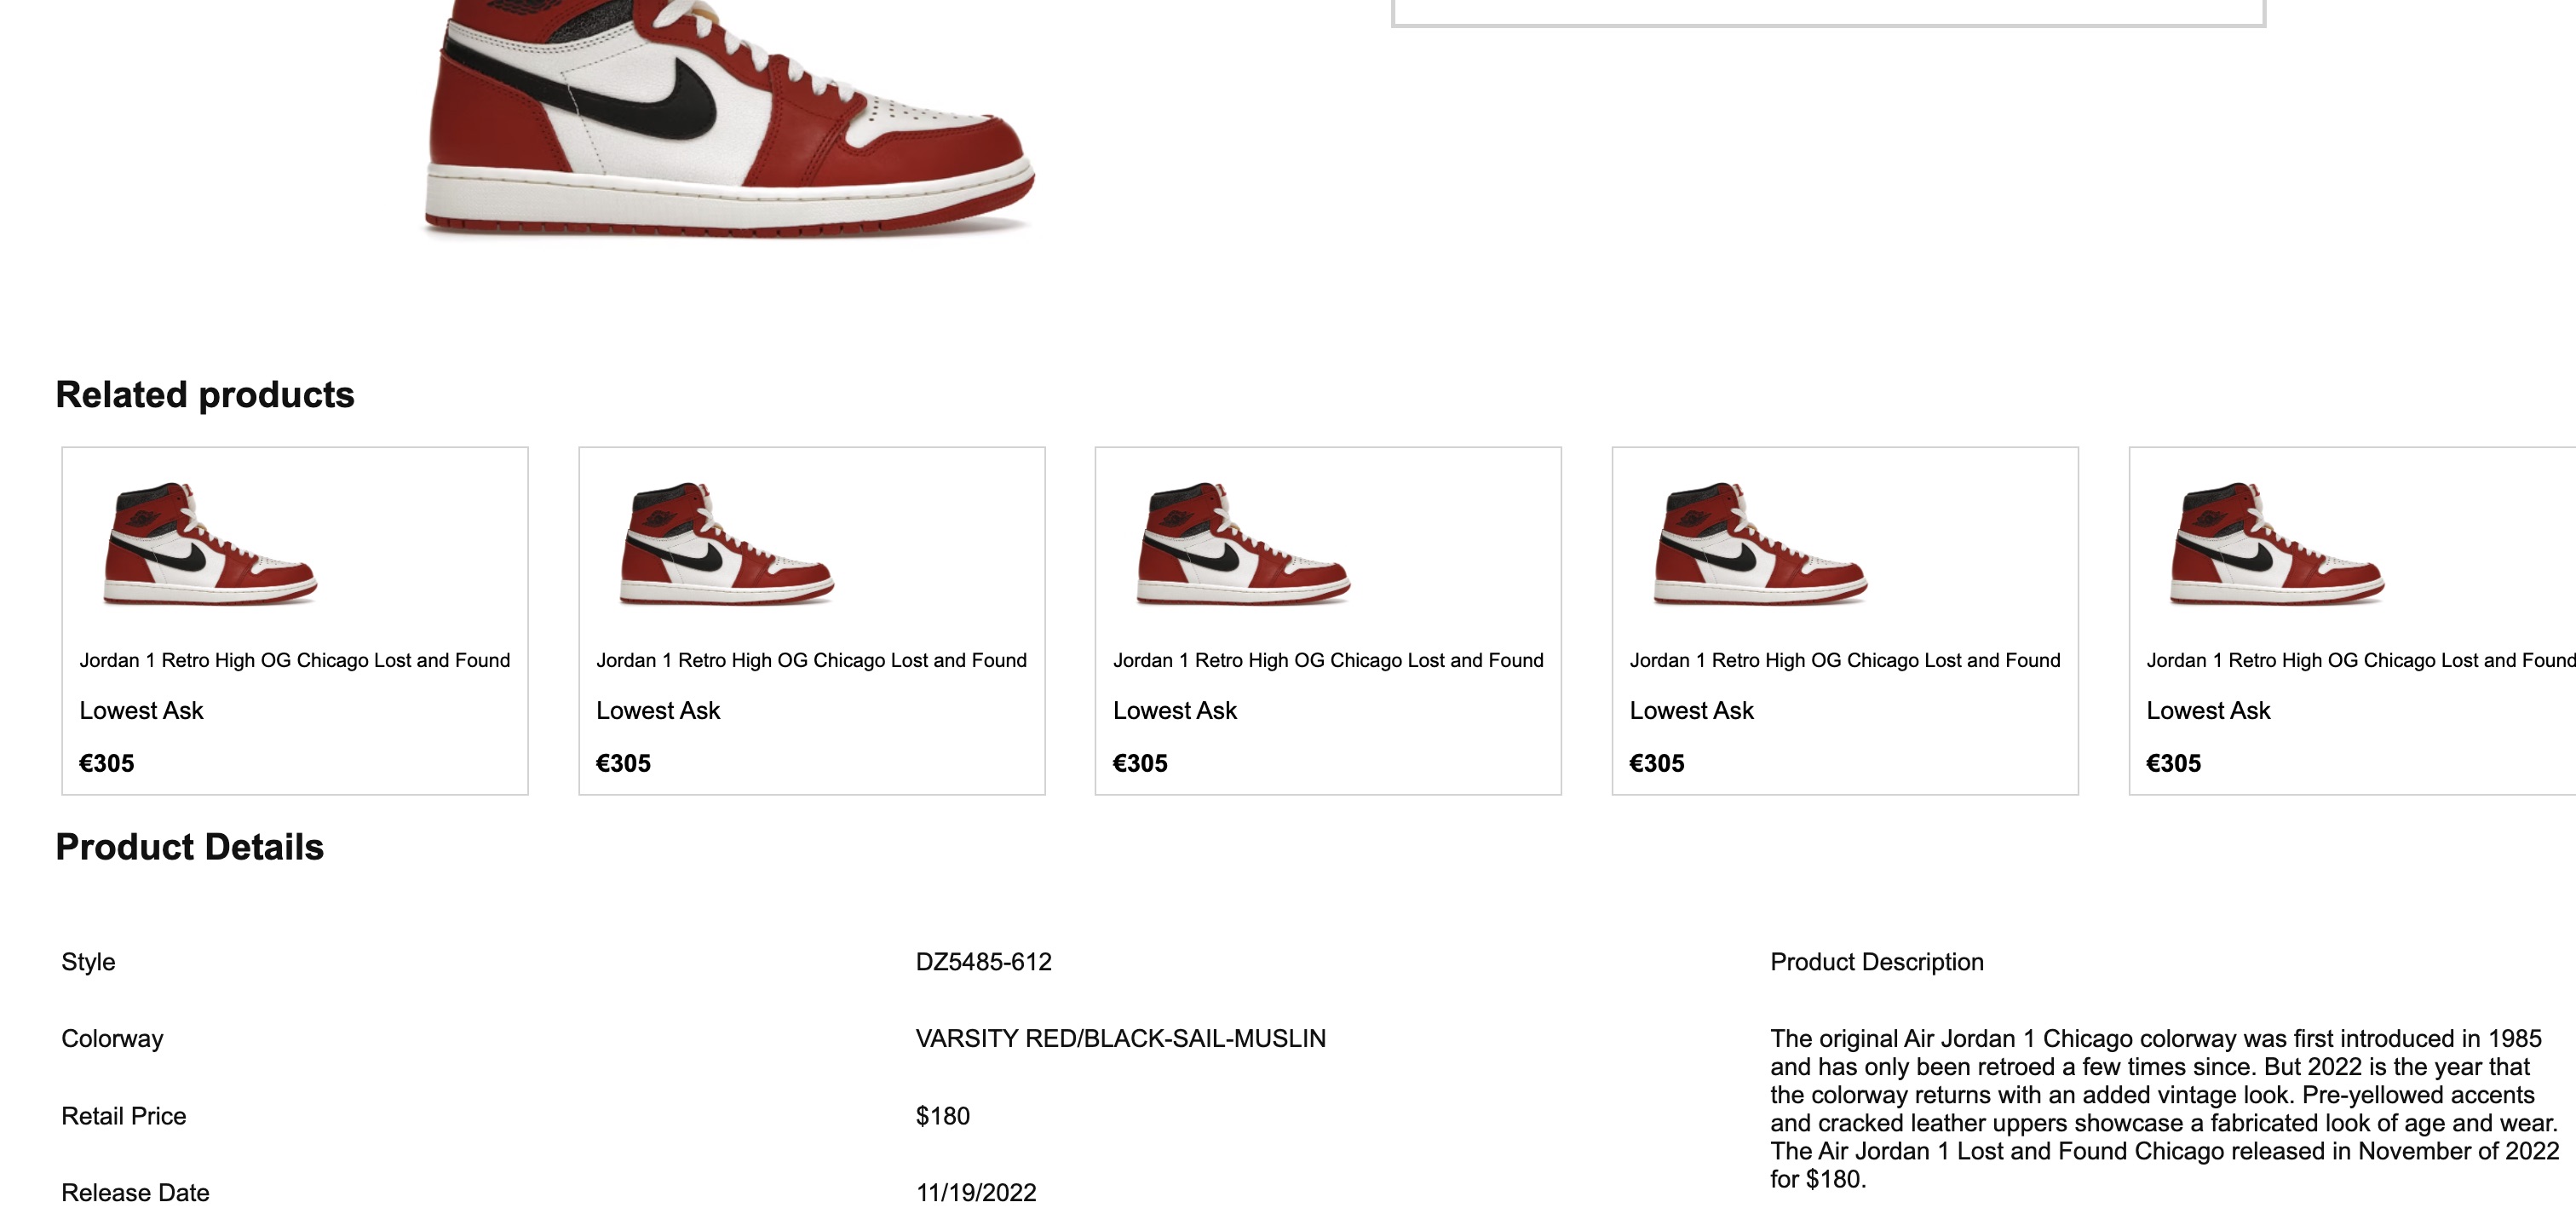 Related products
Jordan 1 Retro High OG Chicago Lost and Found
Lowest Ask
€305
Jordan 1 Retro High OG Chicago Lost and Found
Lowest Ask
€305
Jordan 1 Retro High OG Chicago Lost and Found
Lowest Ask
€305
Jordan 1 Retro High OG Chicago Lost and Found
Lowest Ask
€305
Jordan 1 Retro High OG Chicago Lost and Found
Lowest Ask
€305
Product Details
Style
DZ5485-612
Colorway
VARSITY RED/BLACK-SAIL-MUSLIN
Retail Price
$180
Release Date
11/19/2022
Product Description
The original Air Jordan 1 Chicago colorway was first introduced in 1985
and has only been retroed a few times since. But 2022 is the year that
the colorway returns with an added vintage look. Pre-yellowed accents
and cracked leather uppers showcase a fabricated look of age and wear.
The Air Jordan 1 Lost and Found Chicago released in November of 2022
for $180.